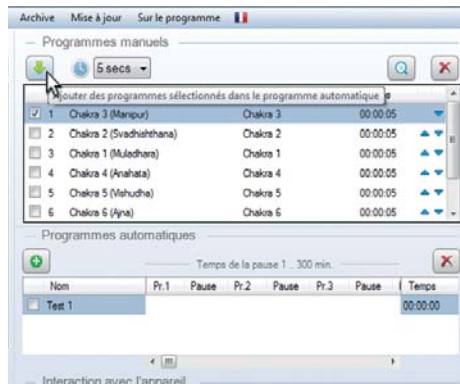 Archive Mise à jour Sur le programme
Programmes manuels
5 secs
Ajouter des programmes sélectionnés dans le programme automatique
1 Chakra 3 (Manipur) Chakra 3 00:00:05
2 Chakra 2 (Svadhishthana) Chakra 2 00:00:05
3 Chakra 1 (Muladhara) Chakra 1 00:00:05
4 Chakra 4 (Anahata) Chakra 4 00:00:05
5 Chakra 5 (Vishudha) Chakra 5 00:00:05
6 Chakra 6 (Ajna) Chakra 6 00:00:05
Programmes automatiques
Temps de la pause 1 .. 300 min.
Nom Pr.1 Pause Pr.2 Pause Pr.3 Pause Temps
Test 1 00:00:00
Interaction avec l'appareil